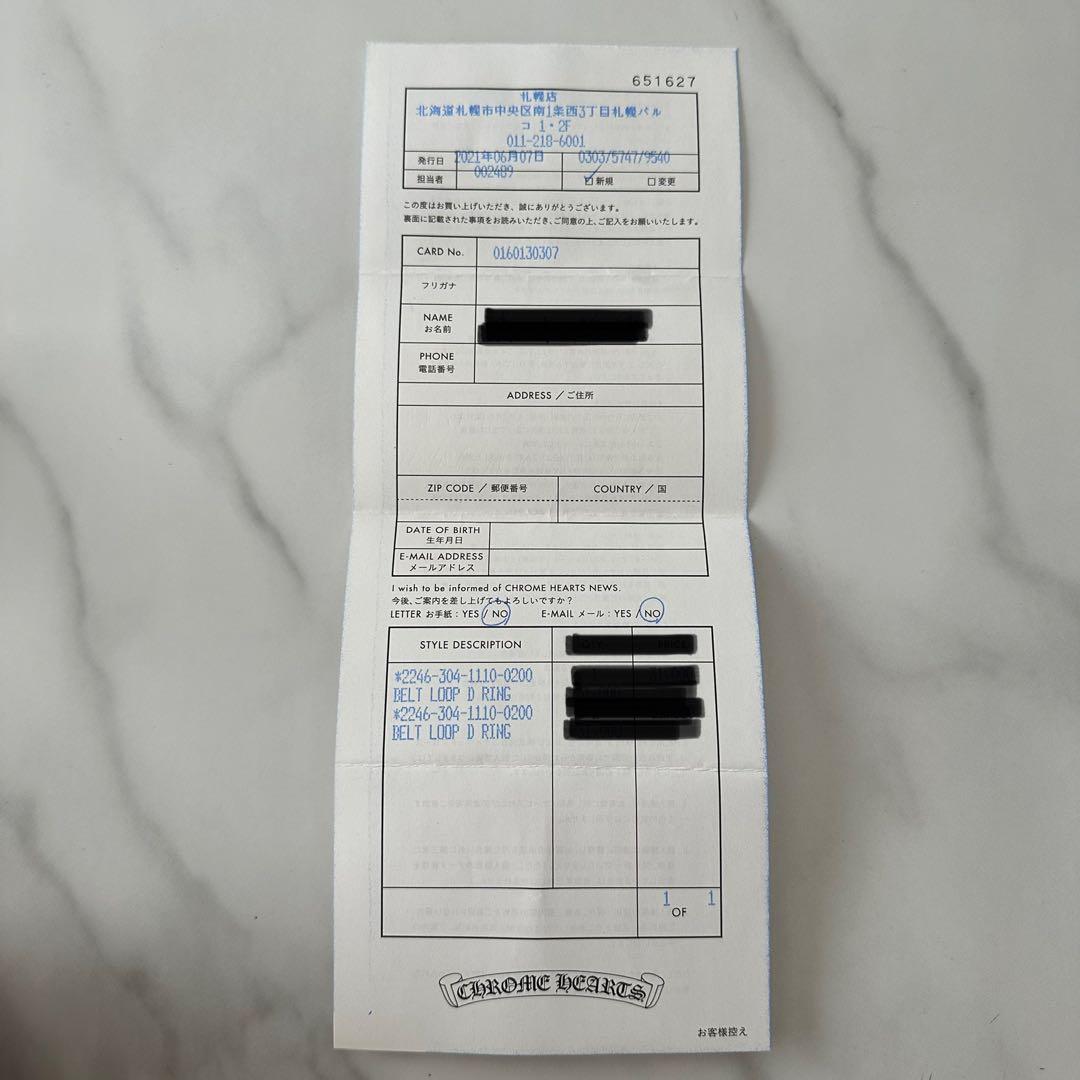 651627
札幌店
北海道札幌市中央区南1条西3丁目札幌パル
コ 1・2F
011-218-6001
発行日 2021年06月07日 0303/5747/9540
担当者 002489 ☑新規 □変更
この度はお買い上げいただき、誠にありがとうございます。
裏面に記載された事項をお読みいただき、ご同意の上、ご記入をお願いいたします。
CARD No. 0160130307
フリガナ
NAME
お名前
PHONE
電話番号
ADDRESS / ご住所
ZIP CODE / 郵便番号 COUNTRY / 国
DATE OF BIRTH
生年月日
E-MAIL ADDRESS
メールアドレス
I wish to be informed of CHROME HEARTS NEWS.
今後、ご案内を差し上げてもよろしいですか？
LETTER お手紙 : YES / NO E-MAIL メール : YES / NO
STYLE DESCRIPTION
*2246-304-1110-0200
BELT LOOP D RING
*2246-304-1110-0200
BELT LOOP D RING
1 OF 1
CHROME HEARTS
お客様控え